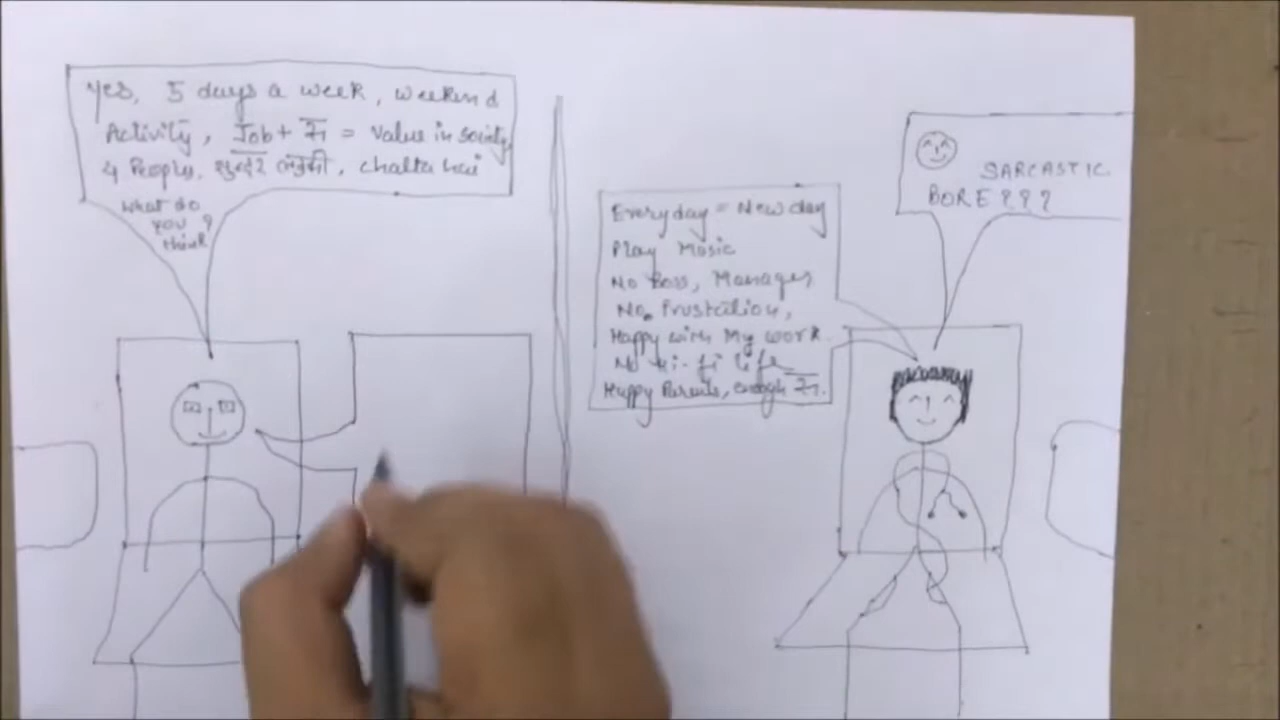 Yes, 5 days a week, weekend
Activity, Job + रु = Value in society
4 People, सुन्दर लड़की, chalta hai
What do
you ?
think
Everyday = New day
Play Music
No Boss, Manager
No Frustation,
Happy with My work.
No Hi-fi life
Happy Parents, enough रु.
SARCASTIC
BORE???